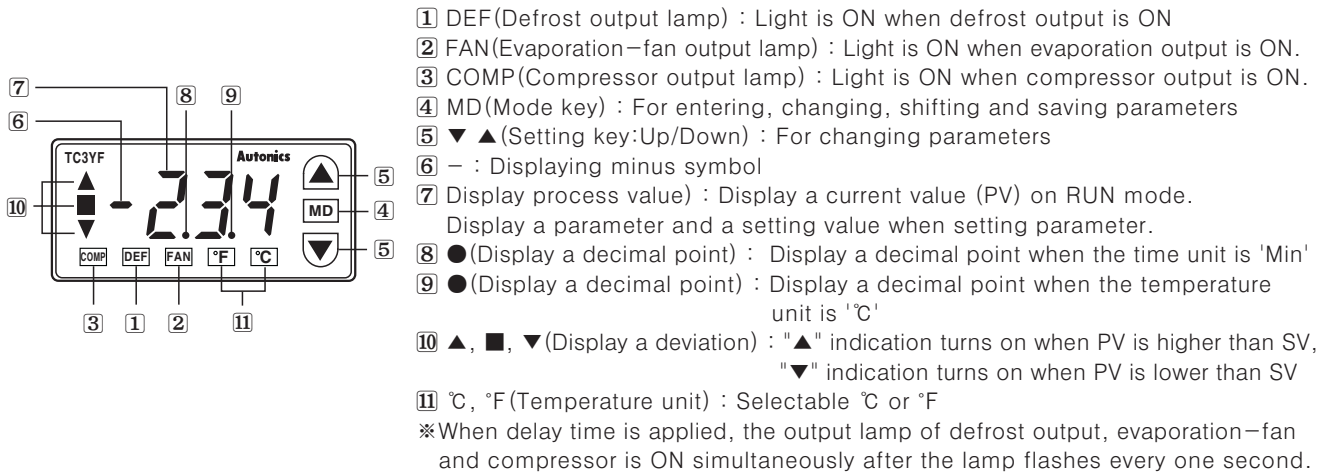 1 DEF(Defrost output lamp) : Light is ON when defrost output is ON
2 FAN(Evaporation-fan output lamp) : Light is ON when evaporation output is ON.
3 COMP(Compressor output lamp) : Light is ON when compressor output is ON.
4 MD(Mode key) : For entering, changing, shifting and saving parameters
5 ▼ ▲(Setting key:Up/Down) : For changing parameters
6 − : Displaying minus symbol
7 Display process value) : Display a current value (PV) on RUN mode.
Display a parameter and a setting value when setting parameter.
8 ●(Display a decimal point) : Display a decimal point when the time unit is 'Min'
9 ●(Display a decimal point) : Display a decimal point when the temperature
unit is '℃'
10 ▲, ■, ▼(Display a deviation) : "▲" indication turns on when PV is higher than SV,
"▼" indication turns on when PV is lower than SV
11 ℃, °F(Temperature unit) : Selectable ℃ or °F
※When delay time is applied, the output lamp of defrost output, evaporation-fan
and compressor is ON simultaneously after the lamp flashes every one second.
7 8 9
6
TC3YF Autonics
▲ ▲ 5
10 ■ -2.3.4 MD 4
▼ ▼ 5
COMP DEF FAN °F ℃
3 1 2 11